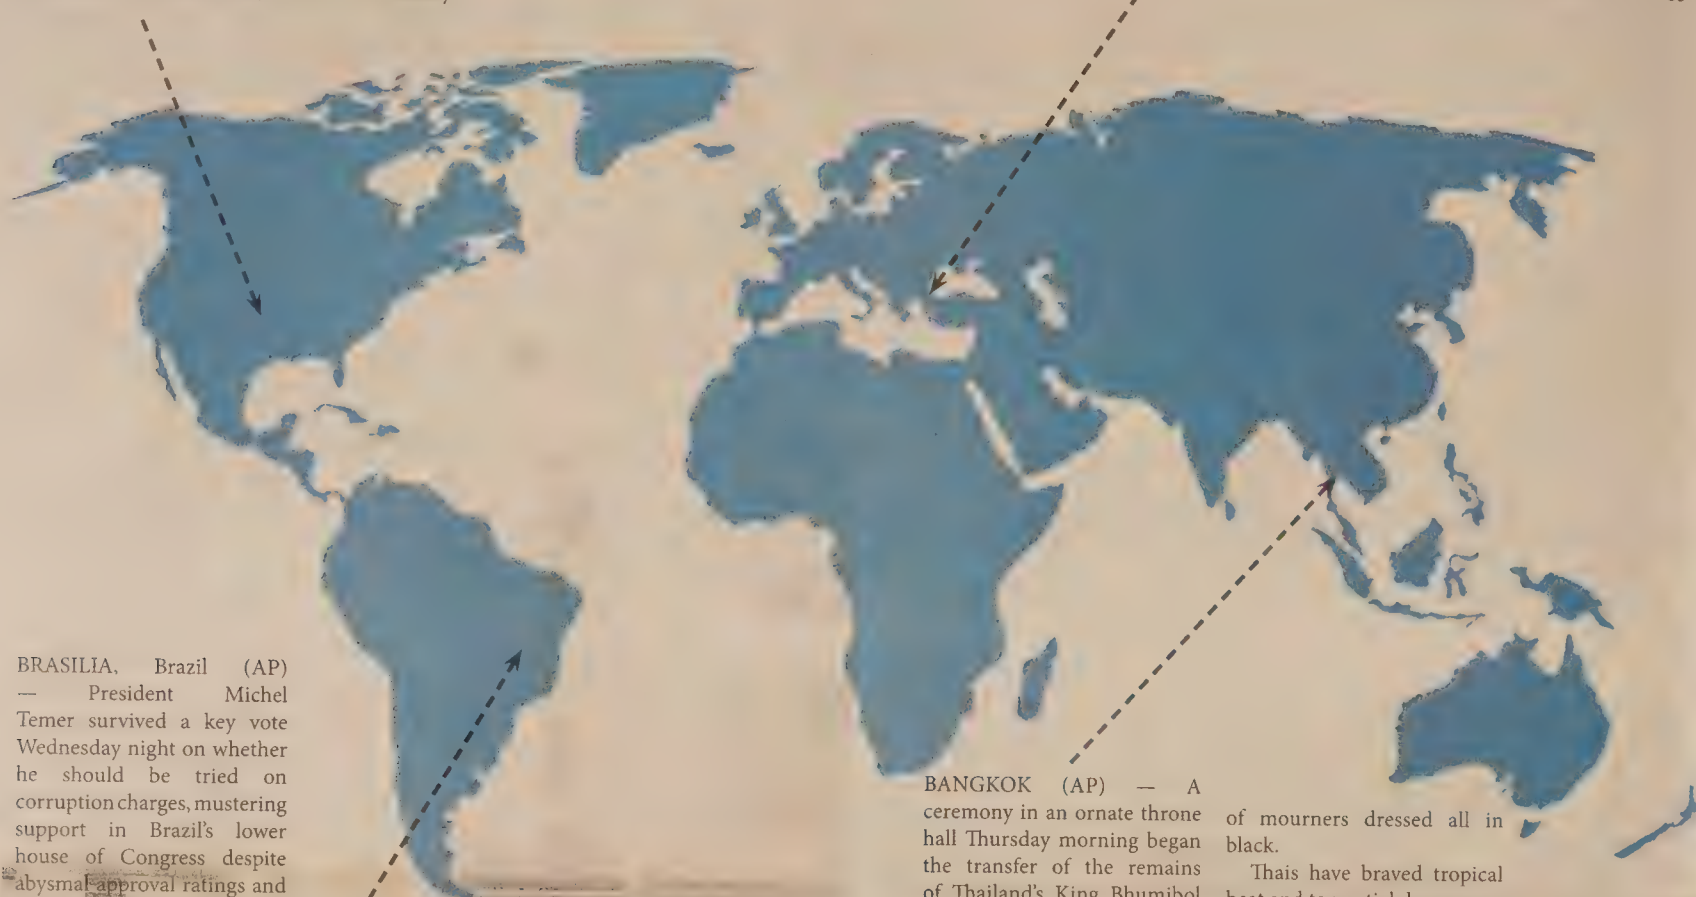 BRASILIA, Brazil (AP)
— President Michel
Temer survived a key vote
Wednesday night on whether
he should be tried on
corruption charges, mustering
support in Brazil's lower
house of Congress despite
abysmal approval ratings and
BANGKOK (AP) — A
ceremony in an ornate throne
hall Thursday morning began
the transfer of the remains
of Thailand's King Bhumibol
of mourners dressed all in
black.
Thais have braved tropical